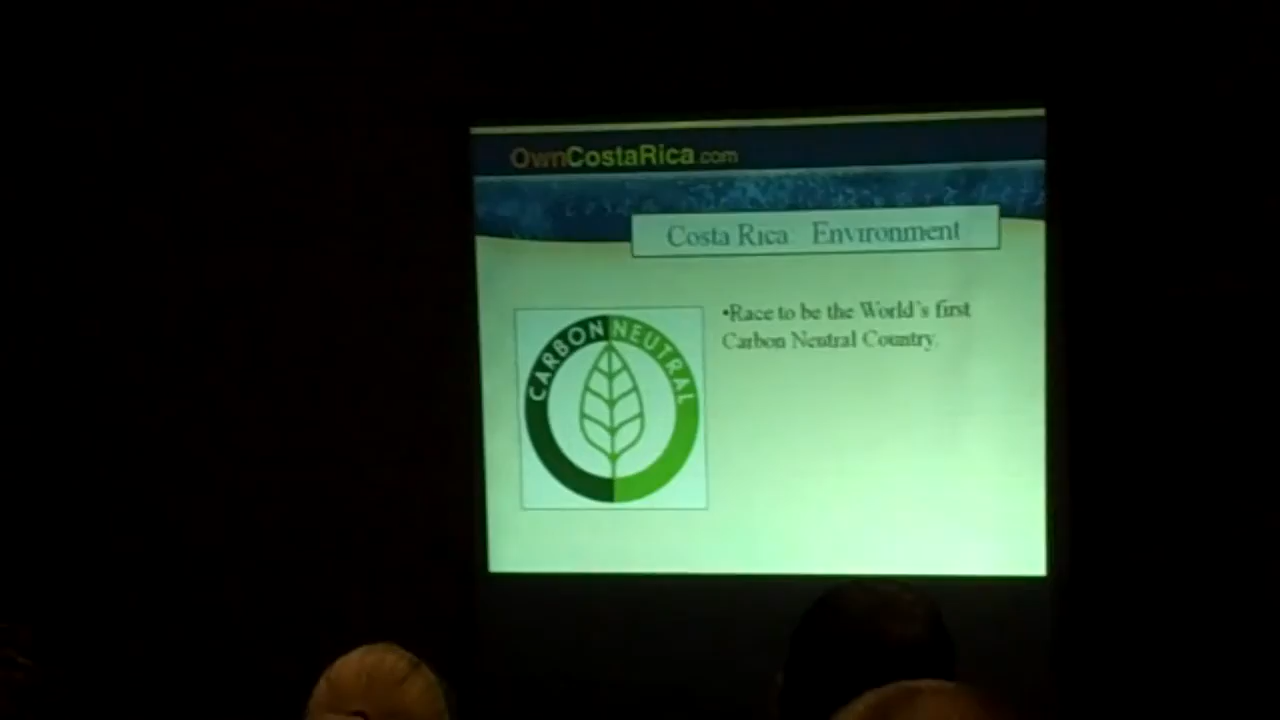 OwnCostaRica.com
Costa Rica Environment
•Race to be the World's first
Carbon Neutral Country.
CARBON NEUTRAL